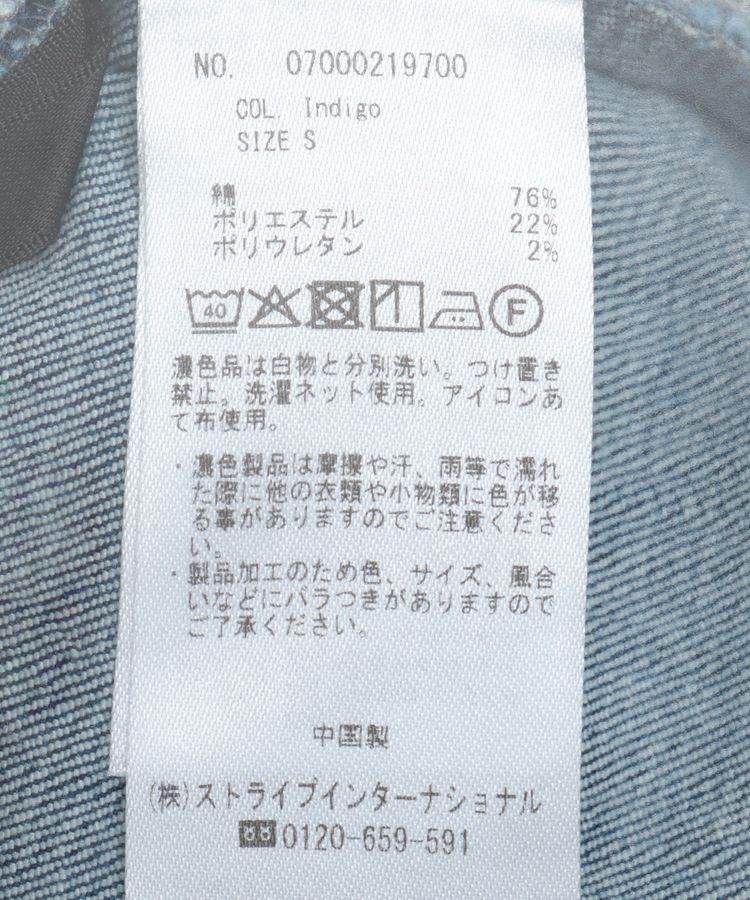 NO. 07000219700
COL. Indigo
SIZE S
綿 76%
ポリエステル 22%
ポリウレタン 2%
40 F
濃色品は白物と分別洗い。つけ置き
禁止。洗濯ネット使用。アイロンあ
て布使用。
・濃色製品は摩擦や汗、雨等で濡れ
た際に他の衣類や小物類に色が移
る事がありますのでご注意くださ
い。
・製品加工のため色、サイズ、風合
いなどにバラつきがありますので
ご了承ください。
中国製
(株)ストライプインターナショナル
0120-659-591